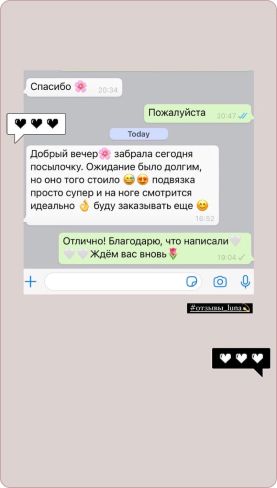 Спасибо 🌸
20:34
Пожалуйста
20:47
Today
Добрый вечер🌸 забрала сегодня
посылочку. Ожидание было долгим,
но оно того стоило 😅😍 подвязка
просто супер и на ноге смотрится
идеально 👌 буду заказывать еще 😊
16:52
Отлично! Благодарю, что написали🤍
🤍🤍Ждём вас вновь🌷
19:04
#отзывы_luna💫